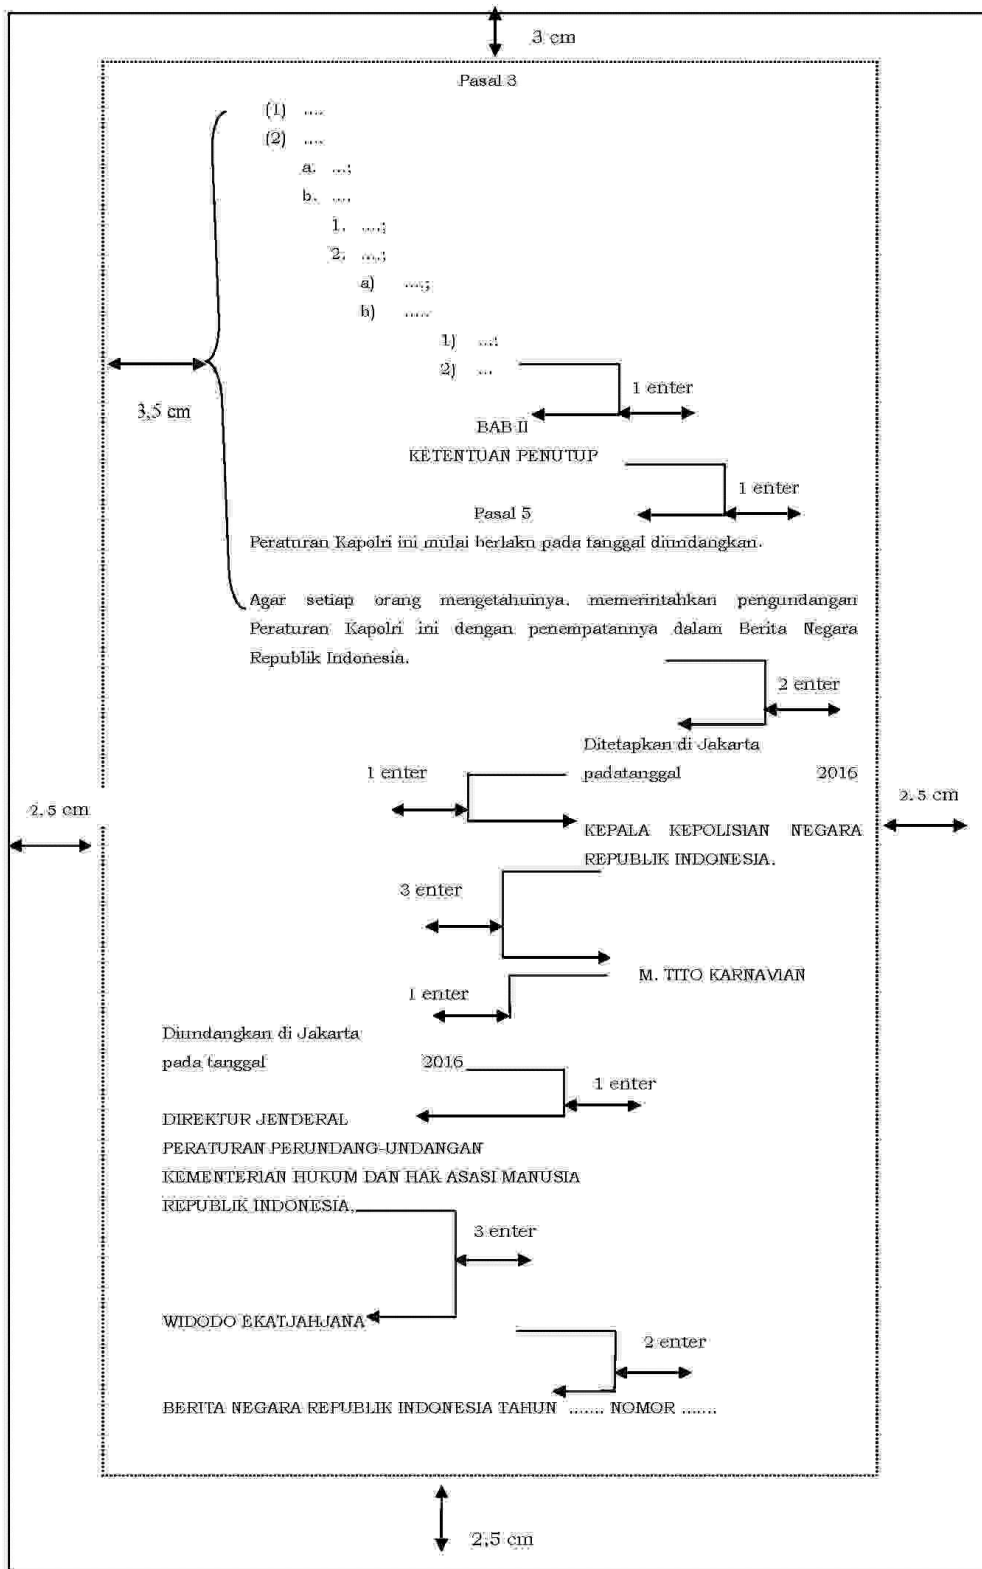 3 cm
Pasal 3
(1) ....
(2) ....
a. ...;
b. ....
1. ....;
2. ....;
a) ....;
b) .....
1) ...;
2) ...
1 enter
3,5 cm
BAB II
KETENTUAN PENUTUP
1 enter
Pasal 5
Peraturan Kapolri ini mulai berlaku pada tanggal diundangkan.
Agar setiap orang mengetahuinya. memerintahkan pengundangan
Peraturan Kapolri ini dengan penempatannya dalam Berita Negara
Republik Indonesia.
2 enter
Ditetapkan di Jakarta
1 enter
padatanggal 2016
2,5 cm
2.5 cm
KEPALA KEPOLISIAN NEGARA
REPUBLIK INDONESIA.
3 enter
M. TITO KARNAVIAN
1 enter
Diundangkan di Jakarta
pada tanggal 2016
1 enter
DIREKTUR JENDERAL
PERATURAN PERUNDANG-UNDANGAN
KEMENTERIAN HUKUM DAN HAK ASASI MANUSIA
REPUBLIK INDONESIA,
3 enter
WIDODO EKATJAHJANA
2 enter
BERITA NEGARA REPUBLIK INDONESIA TAHUN ....... NOMOR .......
2,5 cm